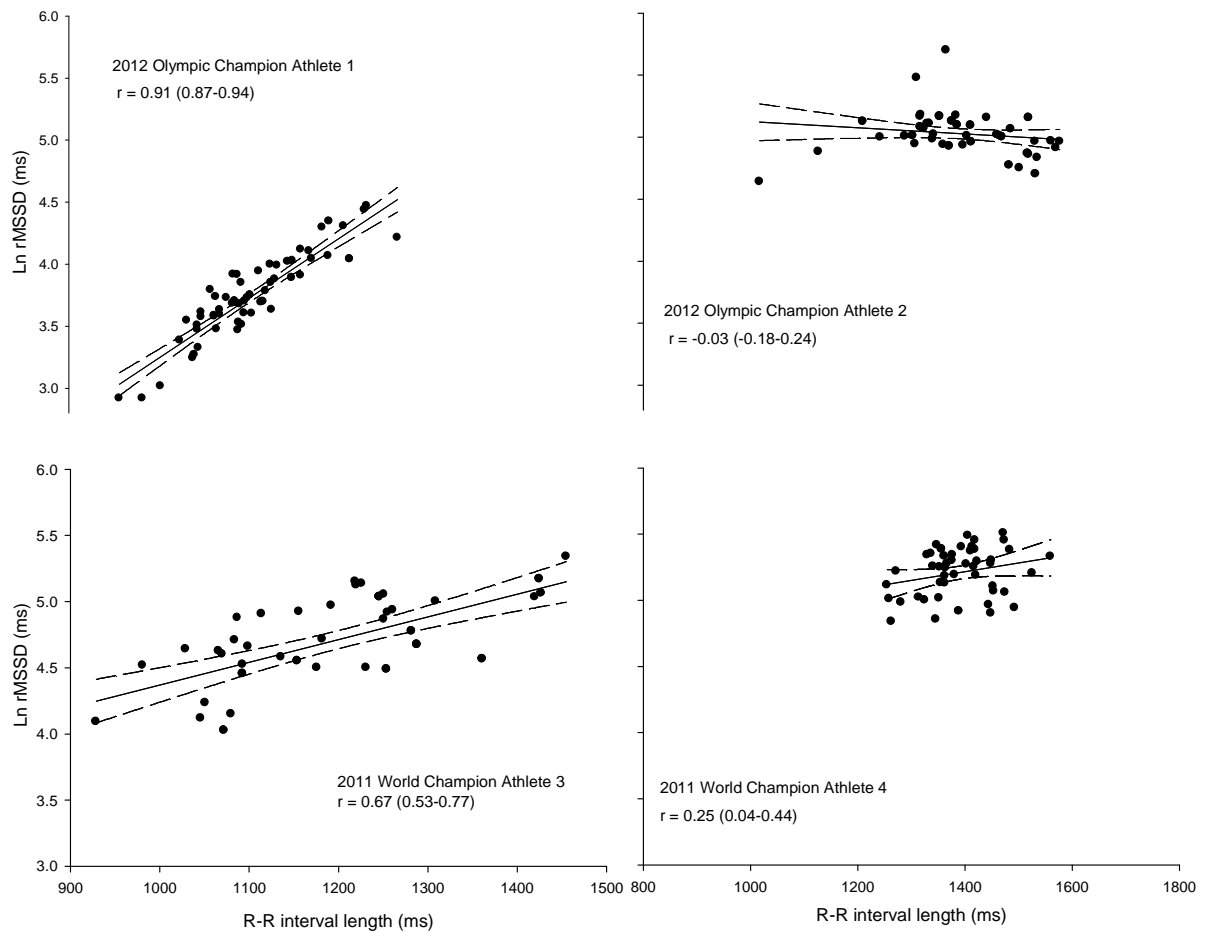 6.0
5.5
5.0
4.5
4.0
3.5
3.0
Ln rMSSD (ms)
2012 Olympic Champion Athlete 1
r = 0.91 (0.87-0.94)
2012 Olympic Champion Athlete 2
r = -0.03 (-0.18-0.24)
6.0
5.5
5.0
4.5
4.0
3.5
3.0
Ln rMSSD (ms)
2011 World Champion Athlete 3
r = 0.67 (0.53-0.77)
900 1000 1100 1200 1300 1400 1500
R-R interval length (ms)
2011 World Champion Athlete 4
r = 0.25 (0.04-0.44)
800 1000 1200 1400 1600 1800
R-R interval length (ms)